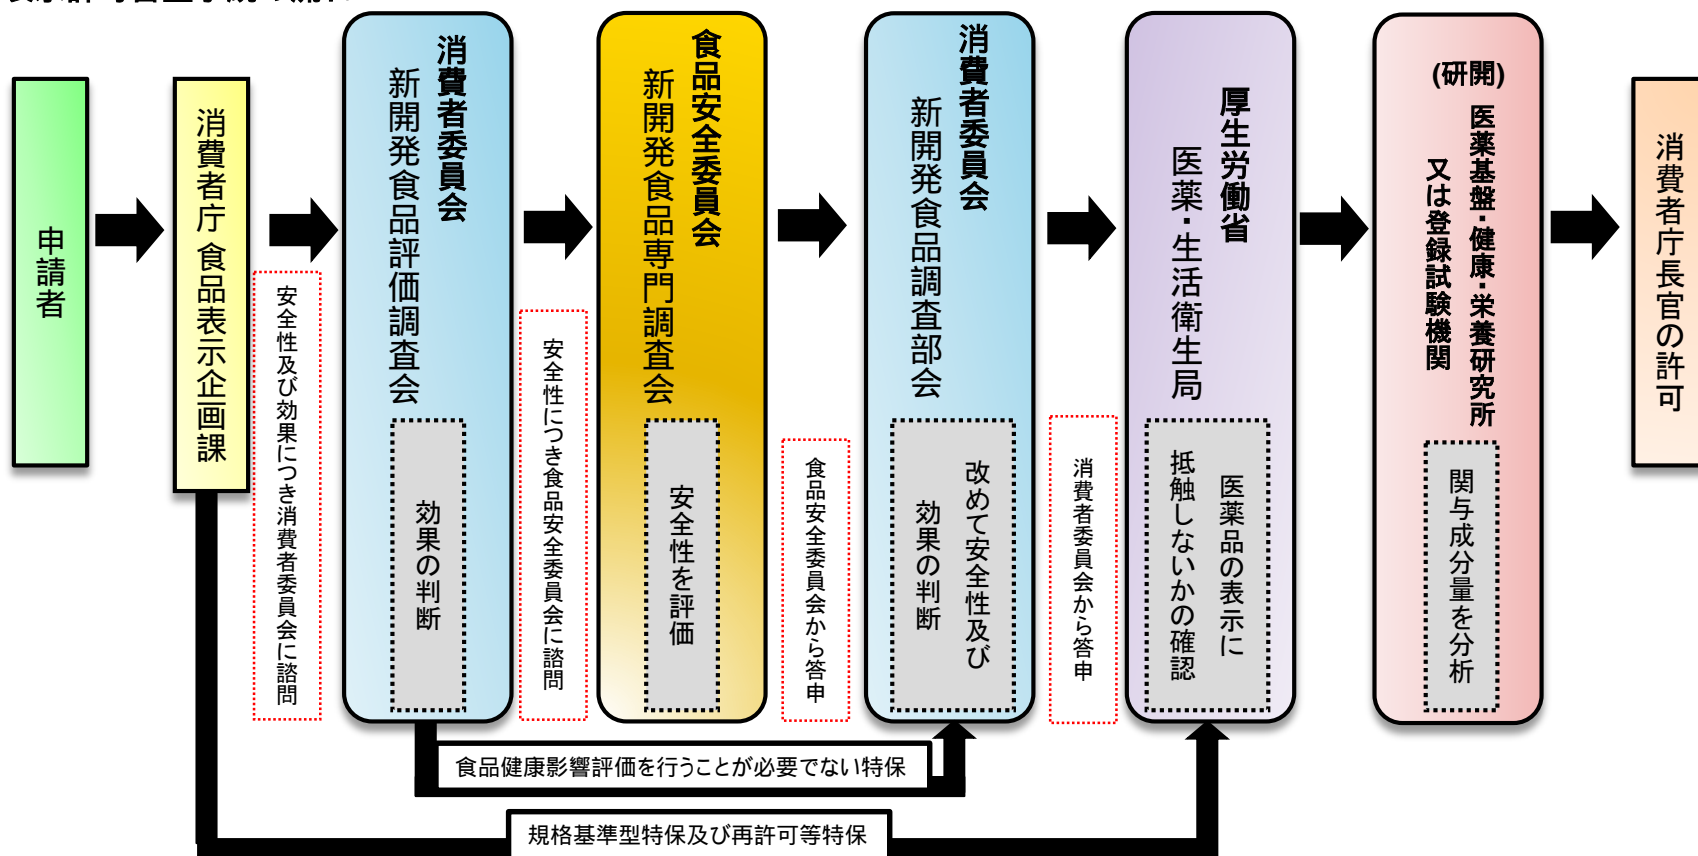 申請者
消費者庁 食品表示企画課
安全性及び効果につき消費者委員会に諮問
消費者委員会
新開発食品評価調査会
効果の判断
安全性につき食品安全委員会に諮問
食品安全委員会
新開発食品専門調査会
安全性を評価
食品安全委員会から答申
消費者委員会
新開発食品調査部会
改めて安全性及び
効果の判断
消費者委員会から答申
厚生労働省
医薬・生活衛生局
医薬品の表示に
抵触しないかの確認
(研開)
医薬基盤・健康・栄養研究所
又は登録試験機関
関与成分量を分析
消費者庁長官の許可
食品健康影響評価を行うことが必要でない特保
規格基準型特保及び再許可等特保